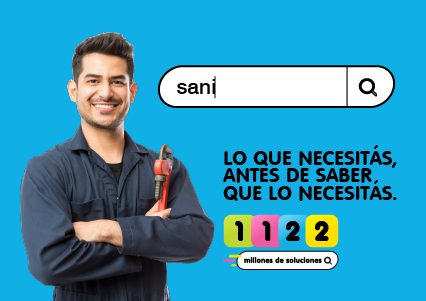 sani
LO QUE NECESITÁS,
ANTES DE SABER
QUE LO NECESITÁS.
1122
millones de soluciones